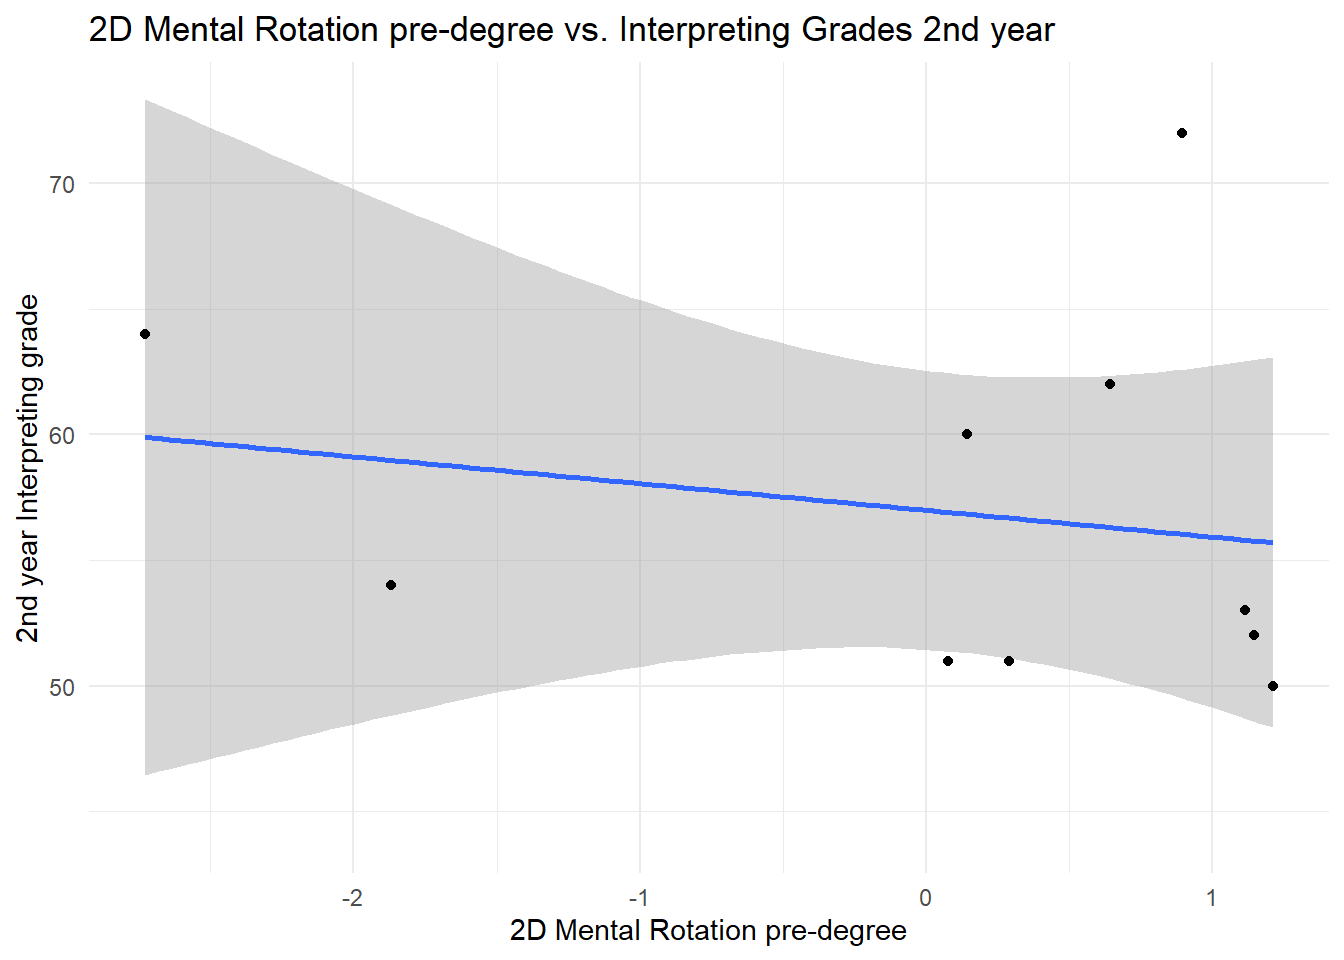 2D Mental Rotation pre-degree vs. Interpreting Grades 2nd year
70
60
50
2nd year Interpreting grade
-2 -1 0 1
2D Mental Rotation pre-degree